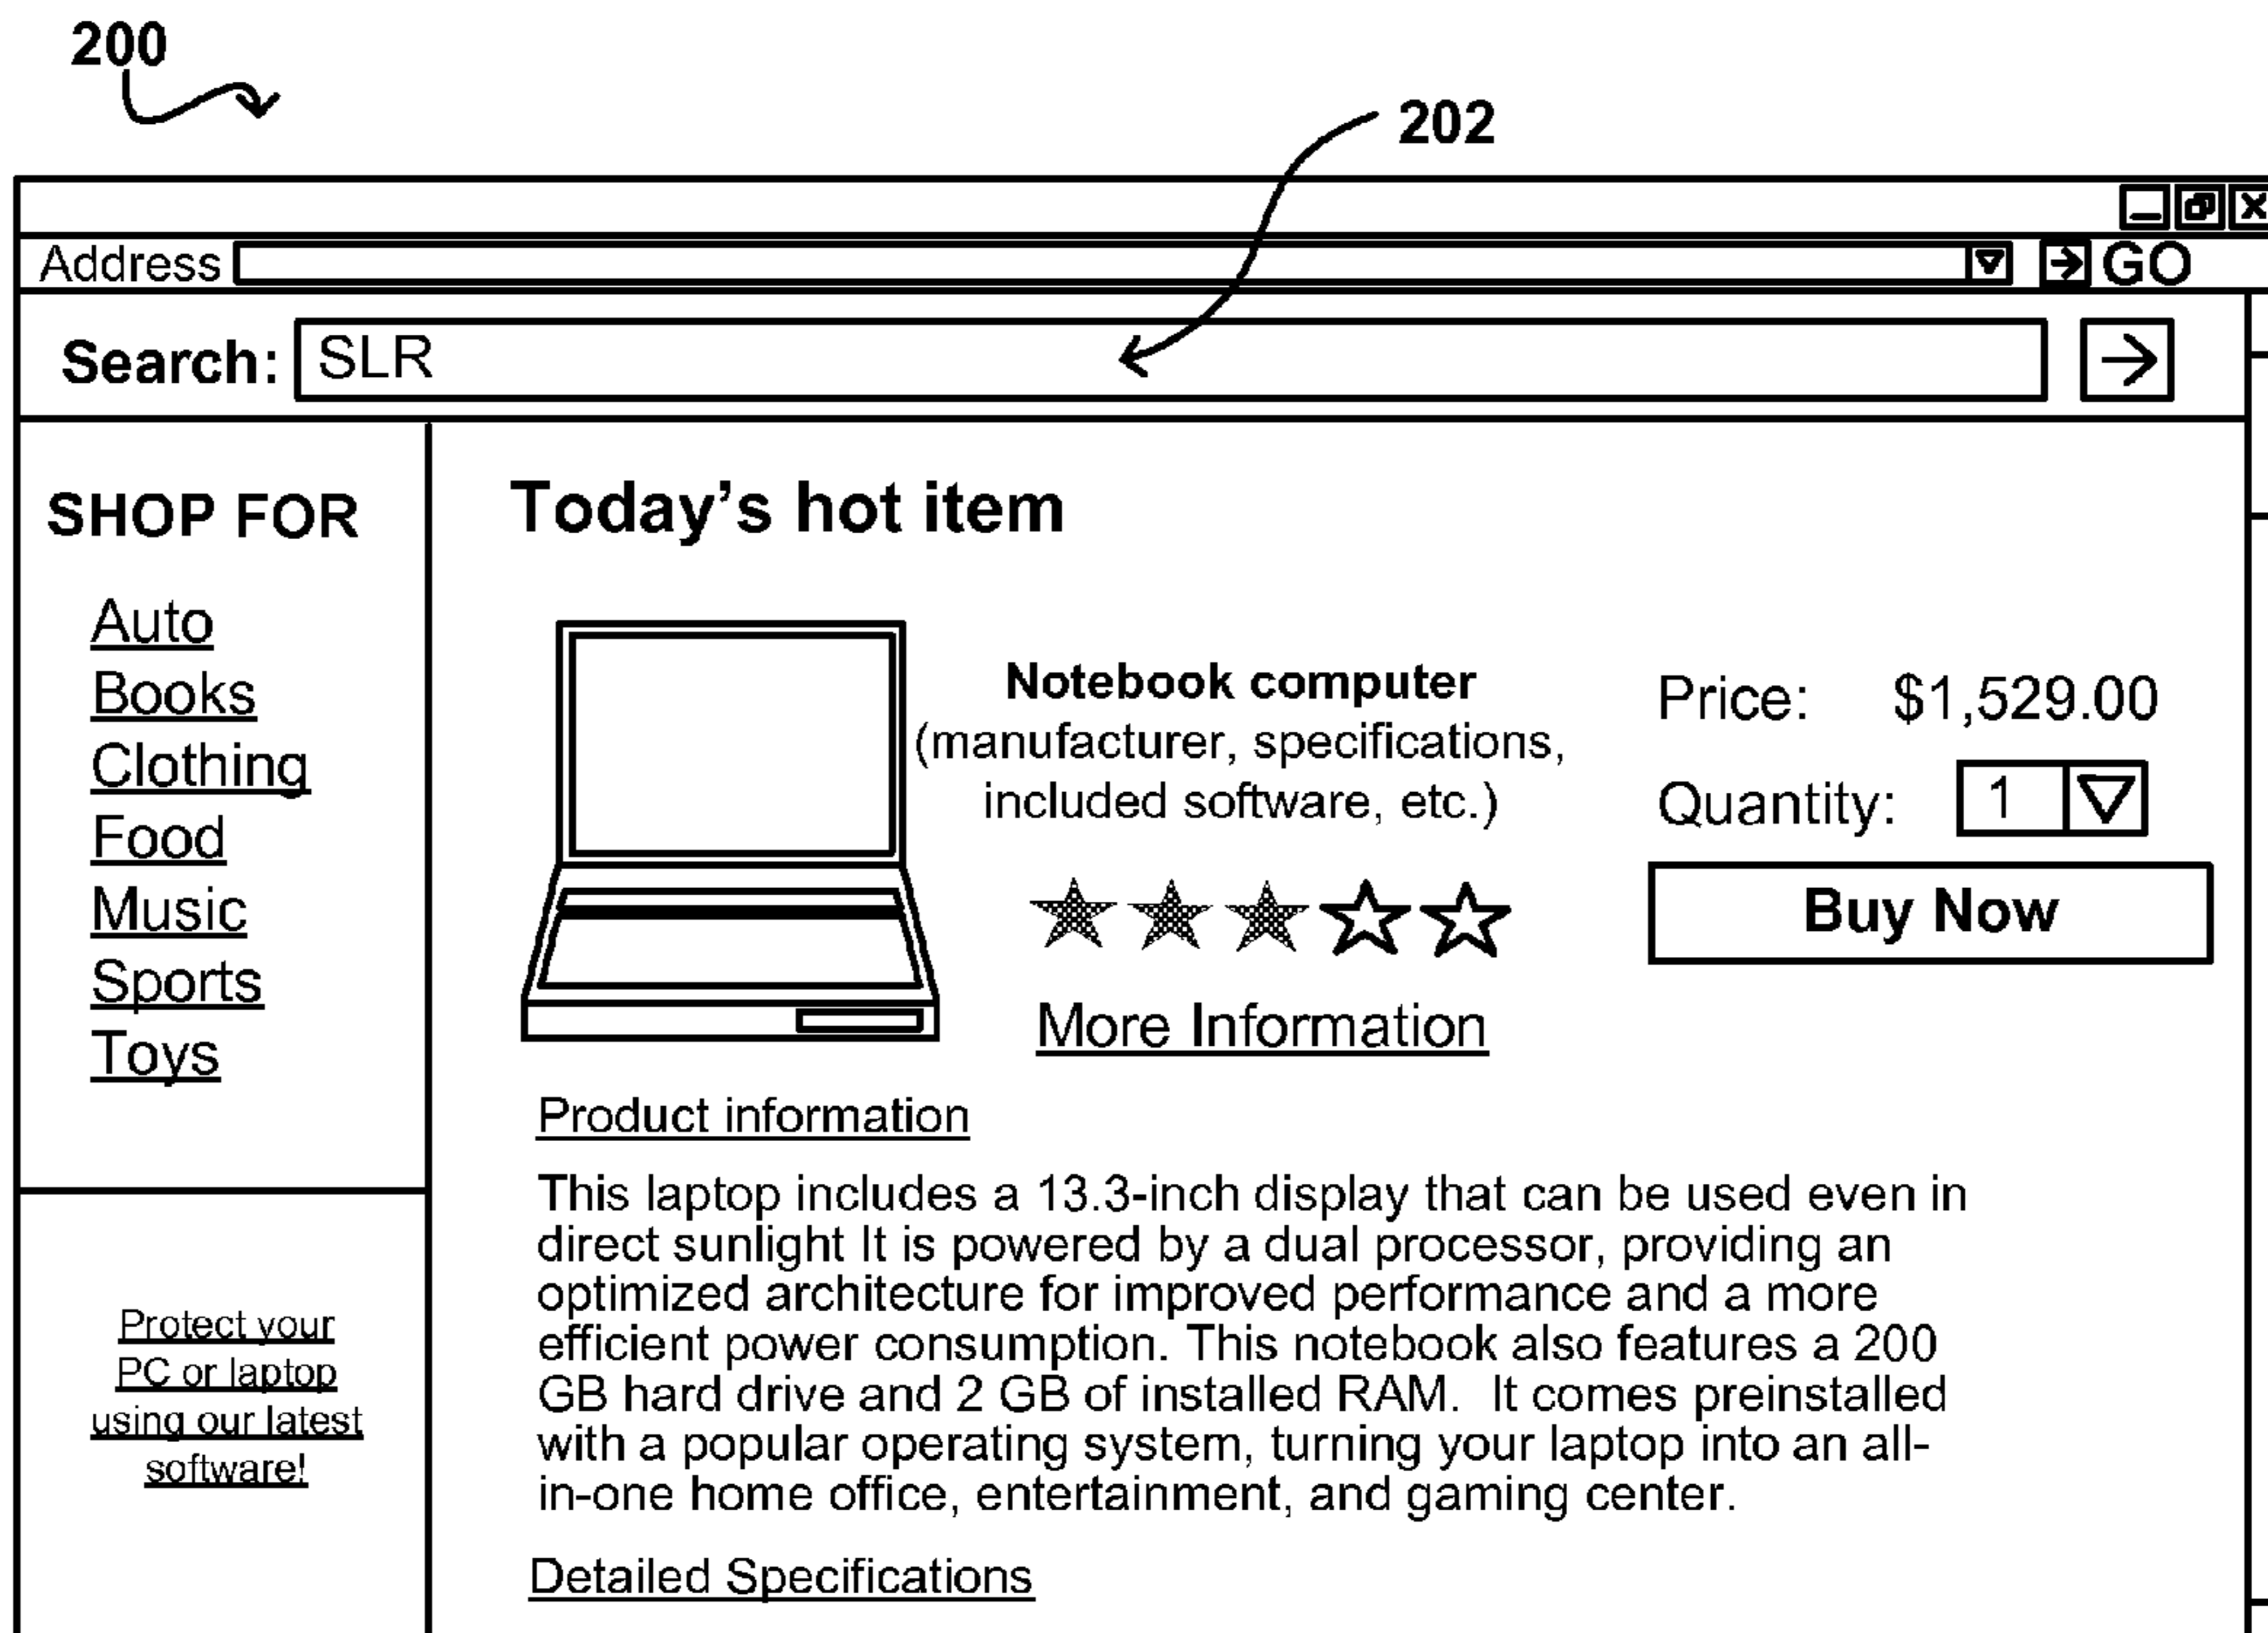 200
202
Address GO
Search: SLR
SHOP FOR
Auto
Books
Clothing
Food
Music
Sports
Toys
Protect your
PC or laptop
using our latest
software!
Today's hot item
Notebook computer
(manufacturer, specifications,
included software, etc.)
More Information
Price: $1,529.00
Quantity: 1
Buy Now
Product information
This laptop includes a 13.3-inch display that can be used even in
direct sunlight It is powered by a dual processor, providing an
optimized architecture for improved performance and a more
efficient power consumption. This notebook also features a 200
GB hard drive and 2 GB of installed RAM.  It comes preinstalled
with a popular operating system, turning your laptop into an all-
in-one home office, entertainment, and gaming center.
Detailed Specifications